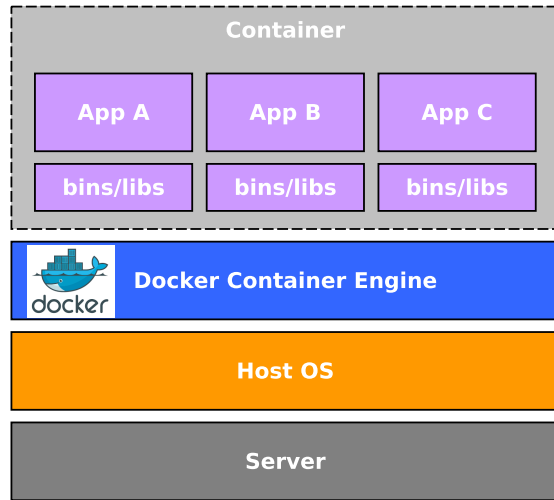 Container
App A
App B
App C
bins/libs
bins/libs
bins/libs
docker
Docker Container Engine
Host OS
Server